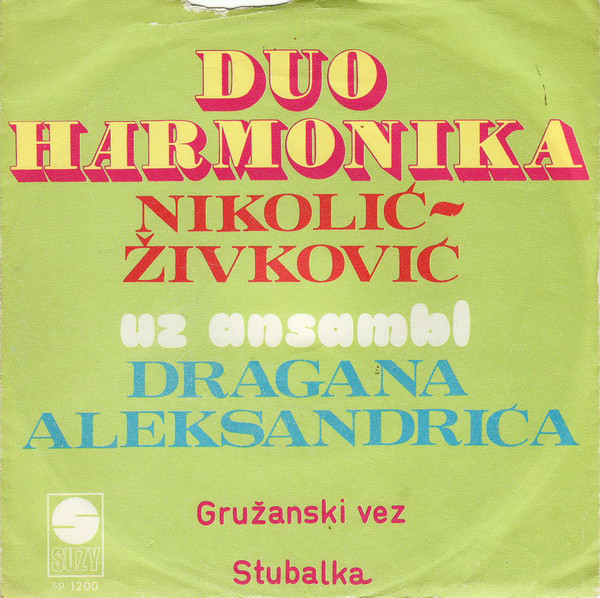 DUO
HARMONIKA
NIKOLIĆ-
ŽIVKOVIĆ
uz ansambl
DRAGANA
ALEKSANDRIĆA
Gružanski vez
Stubalka
S
SUZY
SP 1200